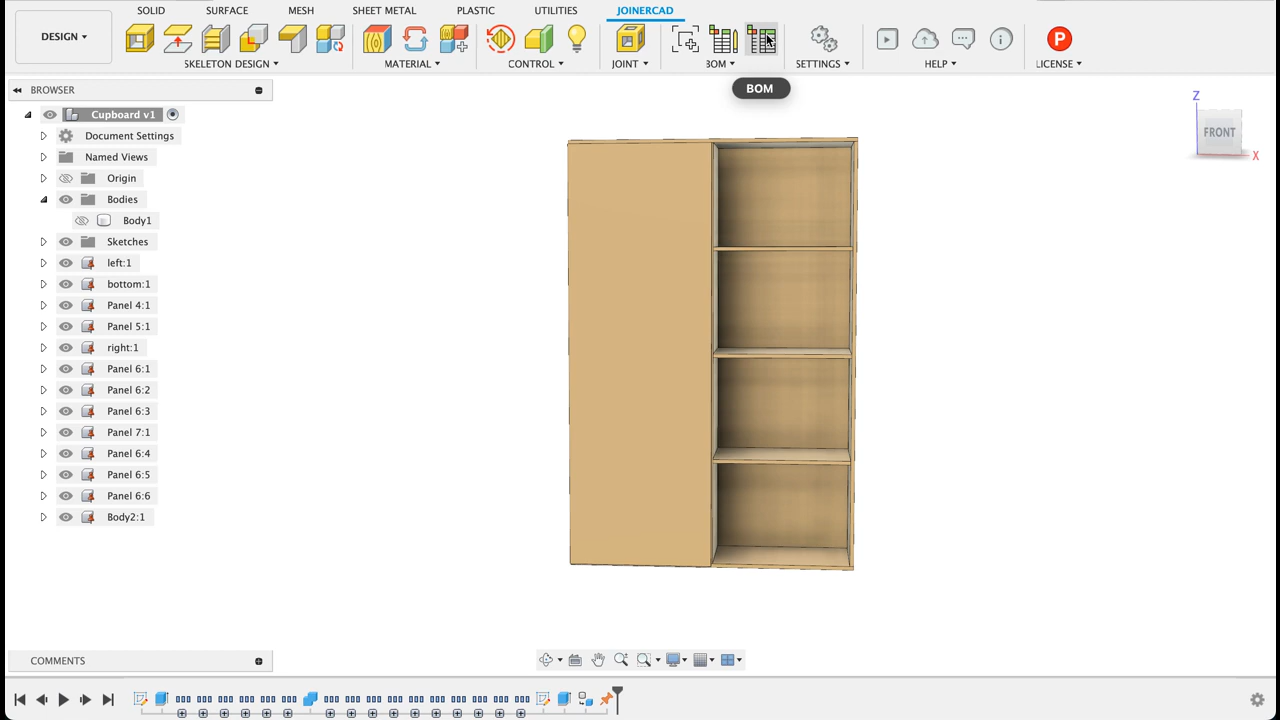 SOLID SURFACE MESH SHEET METAL PLASTIC UTILITIES JOINERCAD
DESIGN
SKELETON DESIGN MATERIAL CONTROL JOINT BOM SETTINGS HELP LICENSE
P
BOM
BROWSER
Cupboard v1
Document Settings
Named Views
Origin
Bodies
Body1
Sketches
left:1
bottom:1
Panel 4:1
Panel 5:1
right:1
Panel 6:1
Panel 6:2
Panel 6:3
Panel 7:1
Panel 6:4
Panel 6:5
Panel 6:6
Body2:1
Z
FRONT
X
COMMENTS